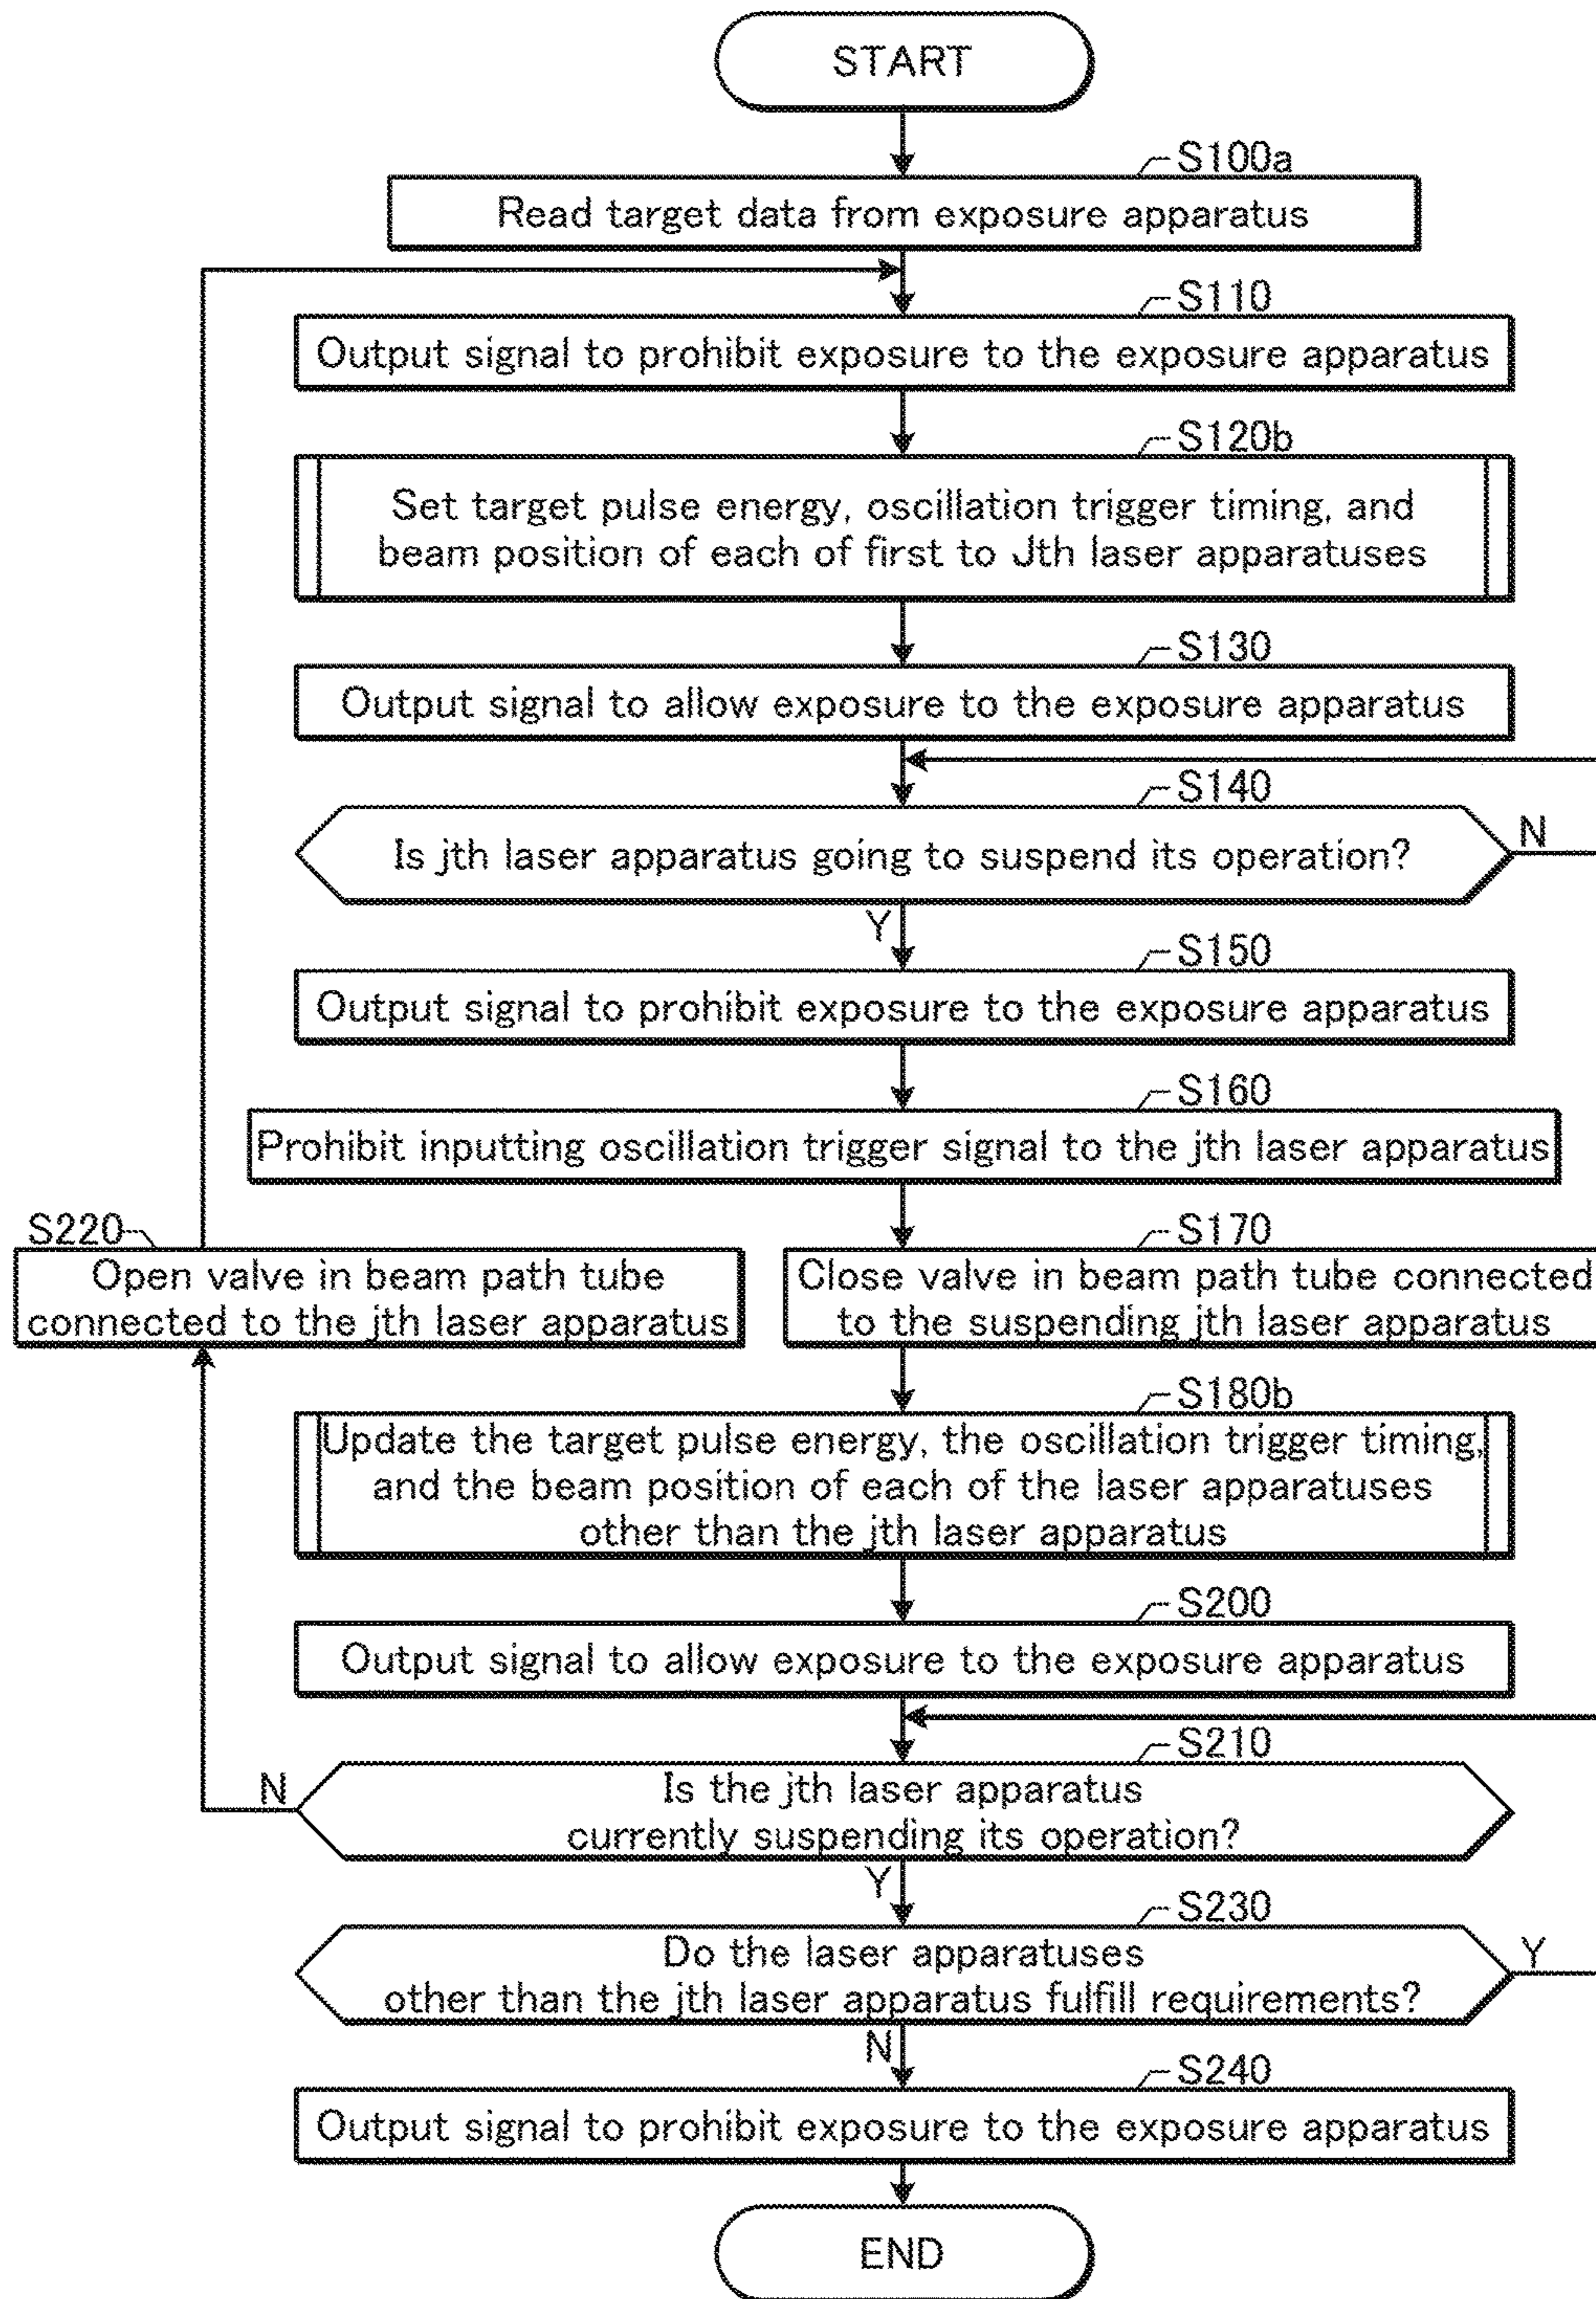 START
S100a
Read target data from exposure apparatus
S110
Output signal to prohibit exposure to the exposure apparatus
S120b
Set target pulse energy, oscillation trigger timing, and
beam position of each of first to Jth laser apparatuses
S130
Output signal to allow exposure to the exposure apparatus
S140
Is jth laser apparatus going to suspend its operation?
N
Y
S150
Output signal to prohibit exposure to the exposure apparatus
S160
Prohibit inputting oscillation trigger signal to the jth laser apparatus
S220
Open valve in beam path tube
connected to the jth laser apparatus
S170
Close valve in beam path tube connected
to the suspending jth laser apparatus
S180b
Update the target pulse energy, the oscillation trigger timing,
and the beam position of each of the laser apparatuses
other than the jth laser apparatus
S200
Output signal to allow exposure to the exposure apparatus
S210
N
Is the jth laser apparatus
currently suspending its operation?
Y
S230
Do the laser apparatuses
other than the jth laser apparatus fulfill requirements?
Y
N
S240
Output signal to prohibit exposure to the exposure apparatus
END